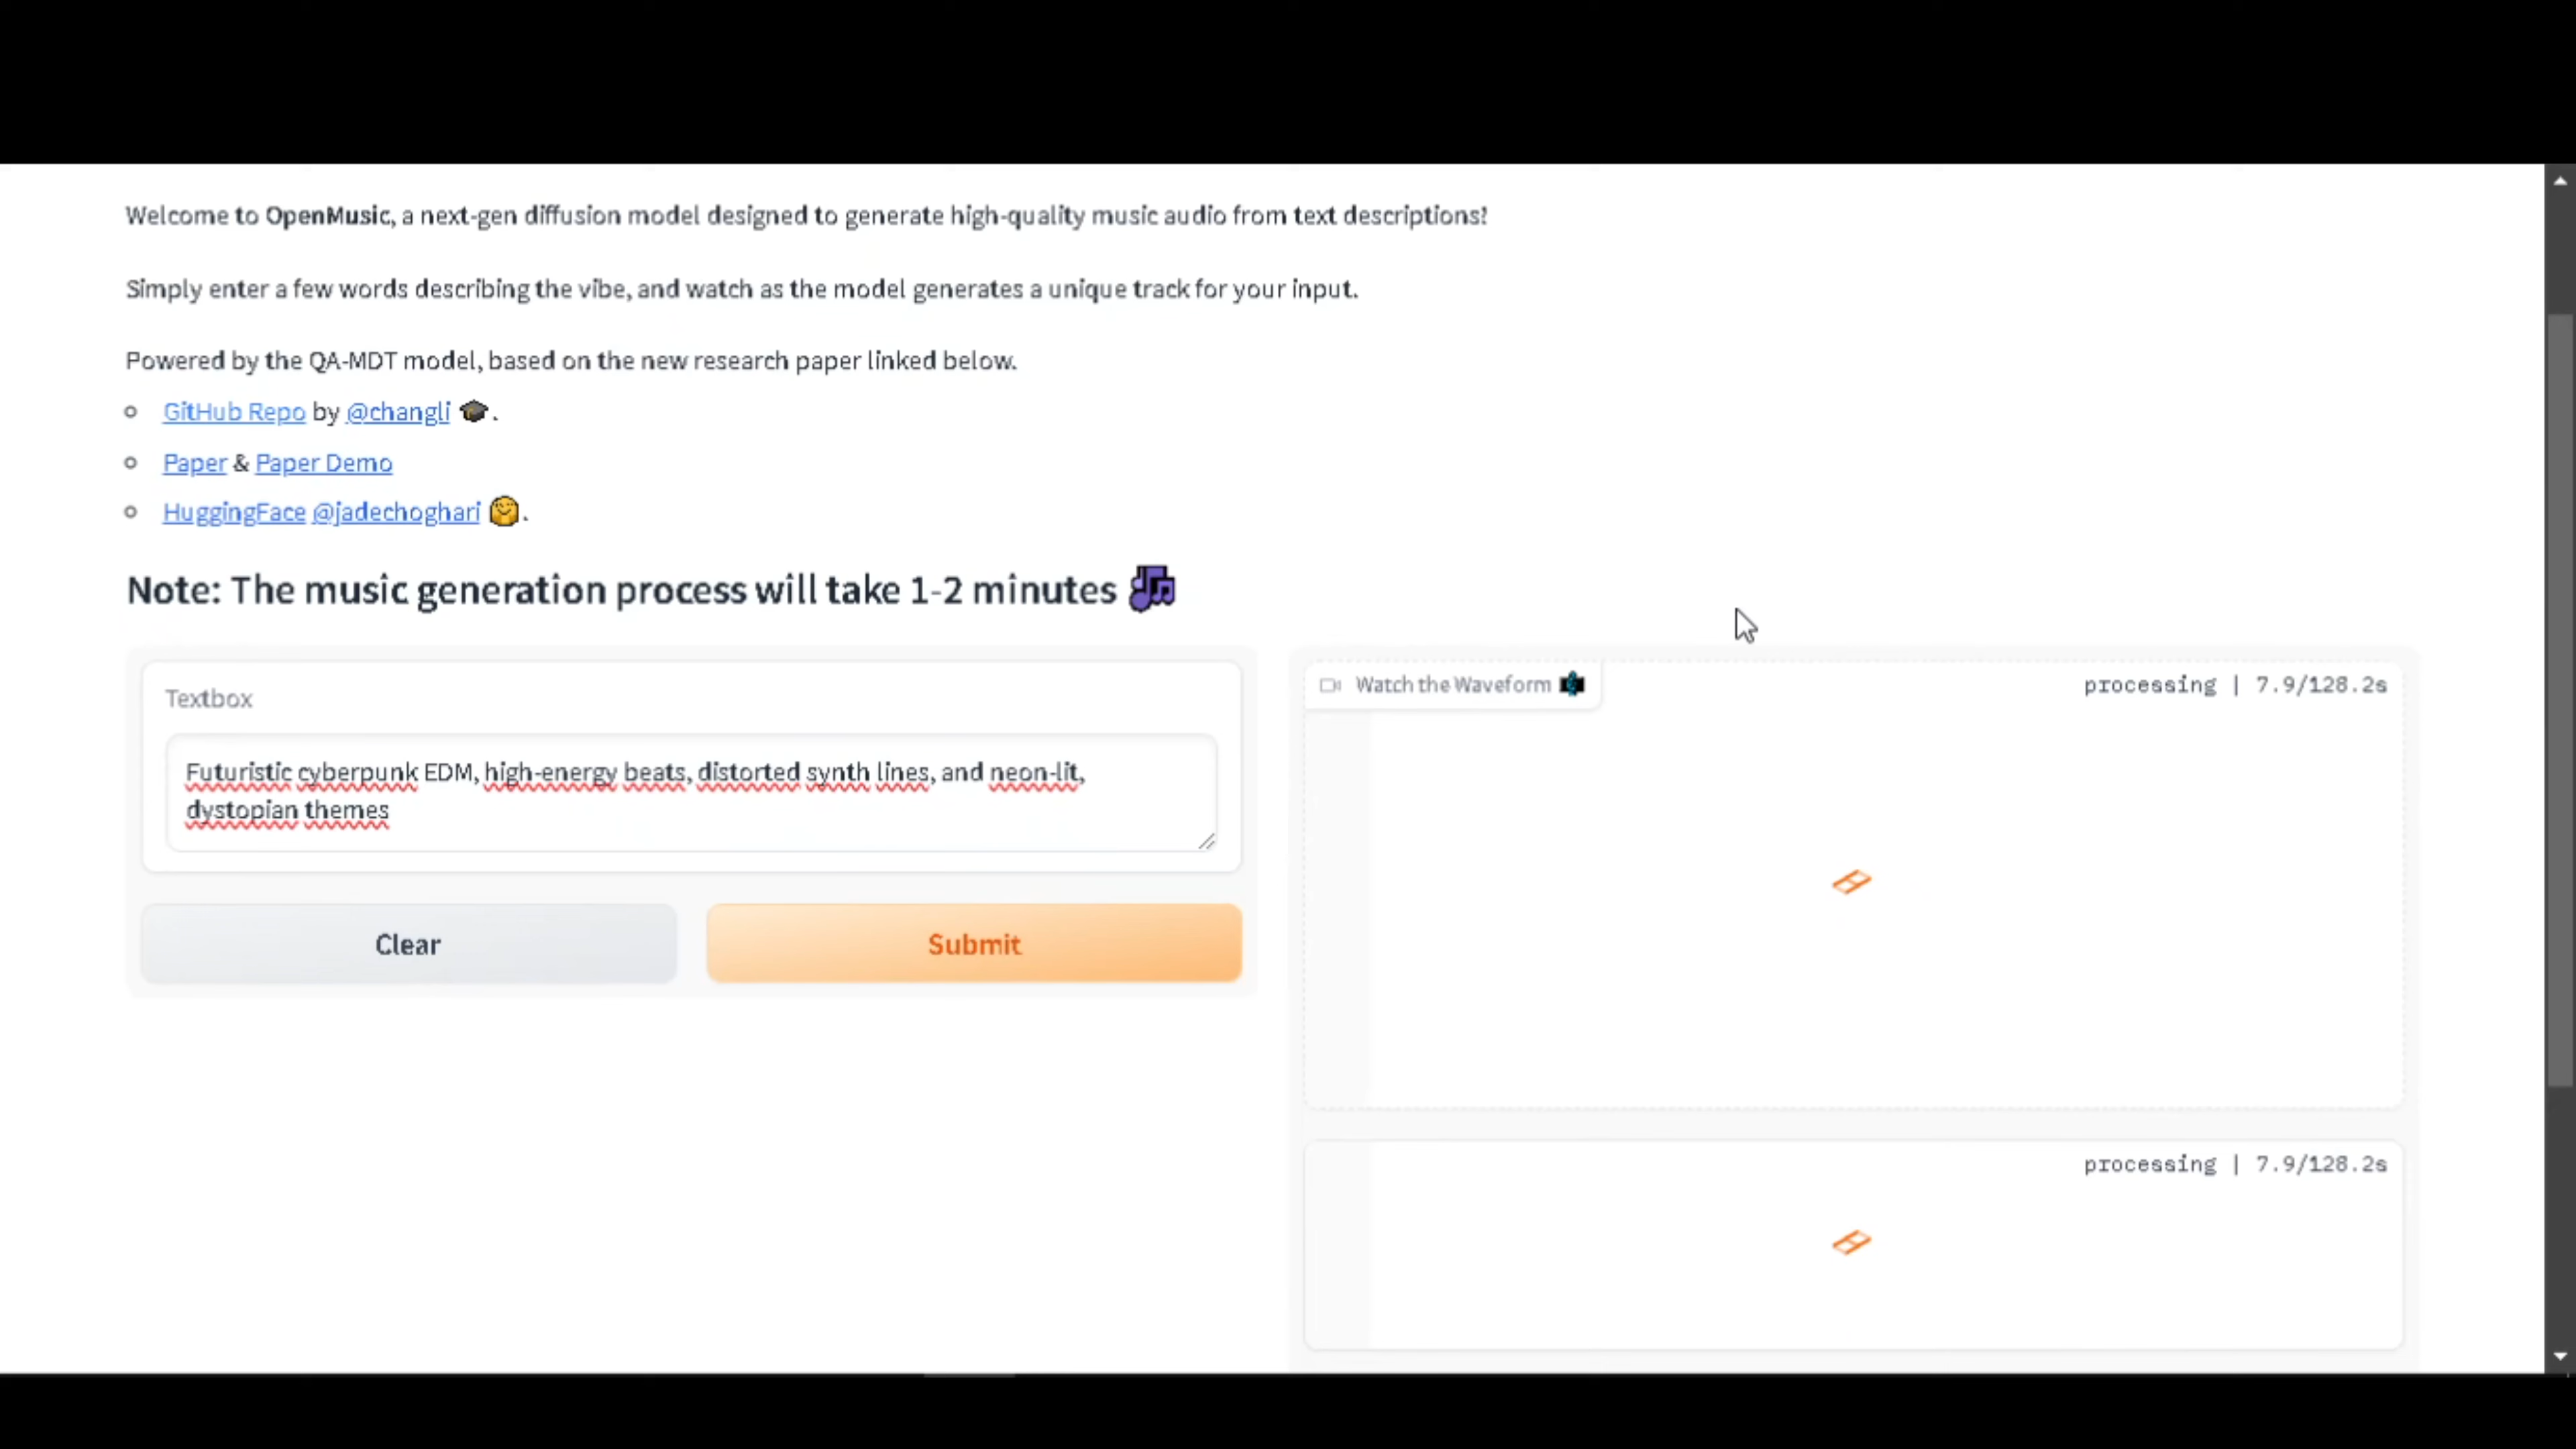 Welcome to OpenMusic, a next-gen diffusion model designed to generate high-quality music audio from text descriptions!
Simply enter a few words describing the vibe, and watch as the model generates a unique track for your input.
Powered by the QA-MDT model, based on the new research paper linked below.
GitHub Repo by @changli 🎓.
Paper & Paper Demo
HuggingFace @jadechoghari 🤗.
Note: The music generation process will take 1-2 minutes 🎶
Textbox
Futuristic cyberpunk EDM, high-energy beats, distorted synth lines, and neon-lit,
dystopian themes
Clear
Submit
Watch the Waveform
processing | 7.9/128.2s
processing | 7.9/128.2s